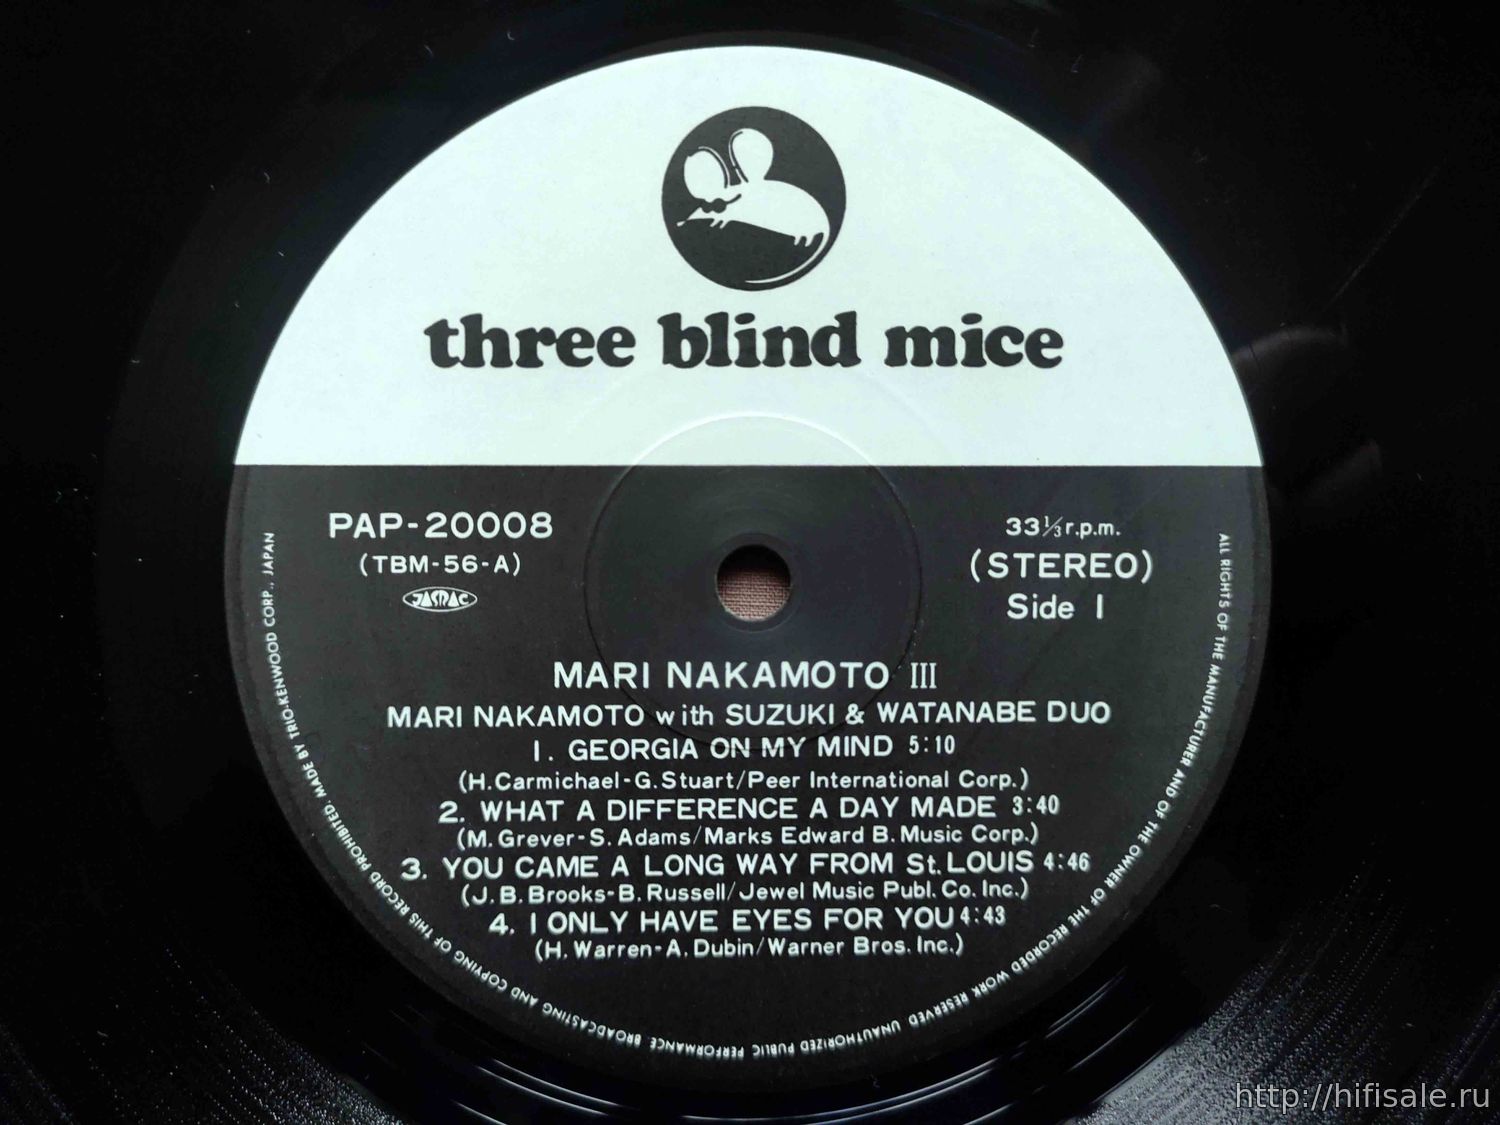 three blind mice
PAP-20008
(TBM-56-A)
JASRAC
33⅓ r.p.m.
(STEREO)
Side 1
MARI NAKAMOTO III
MARI NAKAMOTO with SUZUKI & WATANABE DUO
1. GEORGIA ON MY MIND 5:10
(H.Carmichael-G.Stuart/Peer International Corp.)
2. WHAT A DIFFERENCE A DAY MADE 3:40
(M.Grever-S.Adams/Marks Edward B.Music Corp.)
3. YOU CAME A LONG WAY FROM St.LOUIS 4:46
(J.B.Brooks-B.Russell/Jewel Music Publ.Co.Inc.)
4. I ONLY HAVE EYES FOR YOU 4:43
(H.Warren-A.Dubin/Warner Bros.Inc.)
ALL RIGHTS OF THE MANUFACTURER AND OF THE OWNER OF THE RECORDED WORK RESERVED. UNAUTHORIZED PUBLIC PERFORMANCE BROADCASTING AND COPYING OF THIS RECORD PROHIBITED. MADE BY TRIO-KENWOOD CORP., JAPAN
http://hifisale.ru